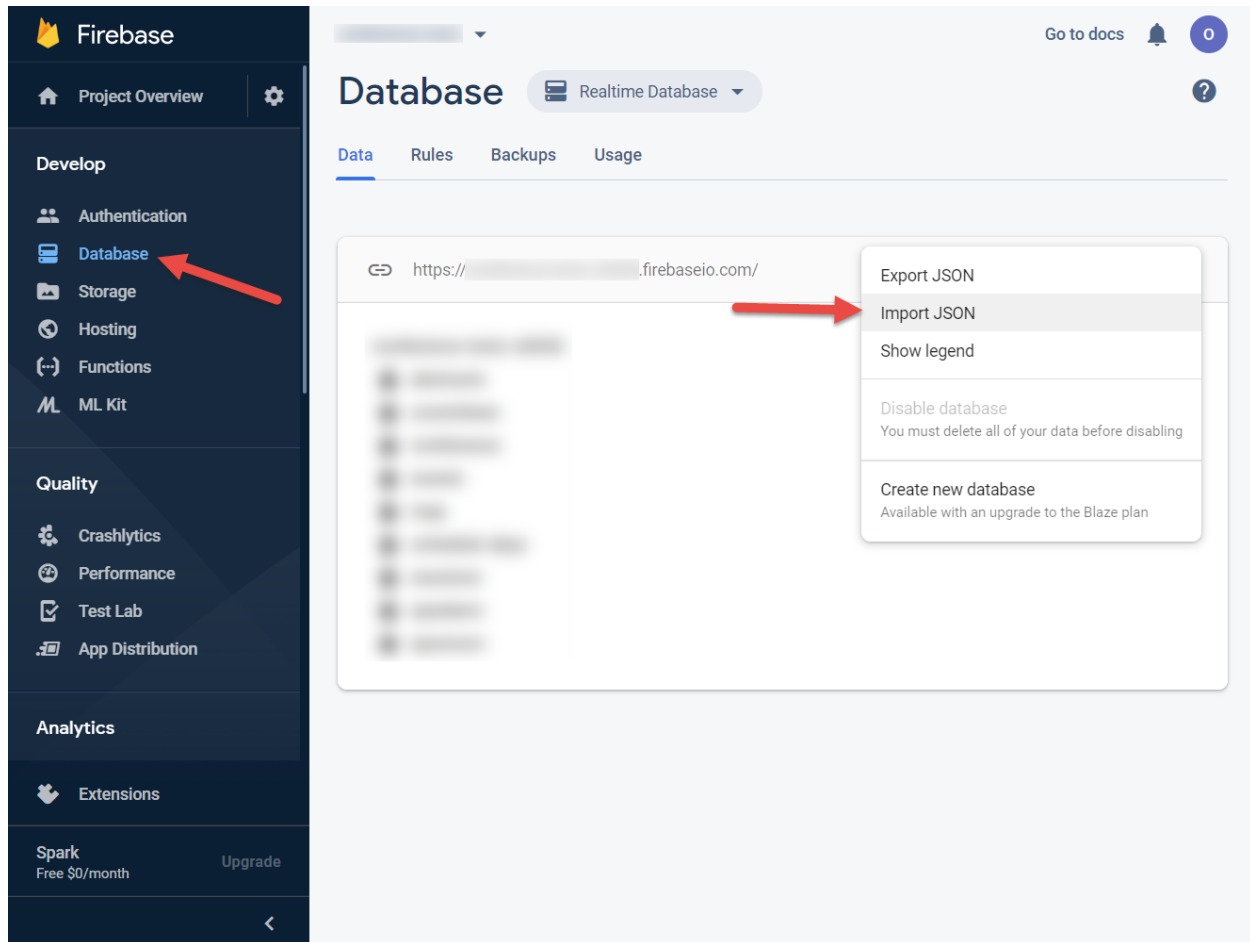 Firebase
Project Overview
Develop
Authentication
Database
Storage
Hosting
Functions
ML Kit
Quality
Crashlytics
Performance
Test Lab
App Distribution
Analytics
Extensions
Spark
Free $0/month
Upgrade
Go to docs
O
Database
Realtime Database
?
Data Rules Backups Usage
https:// .firebaseio.com/
Export JSON
Import JSON
Show legend
Disable database
You must delete all of your data before disabling
Create new database
Available with an upgrade to the Blaze plan